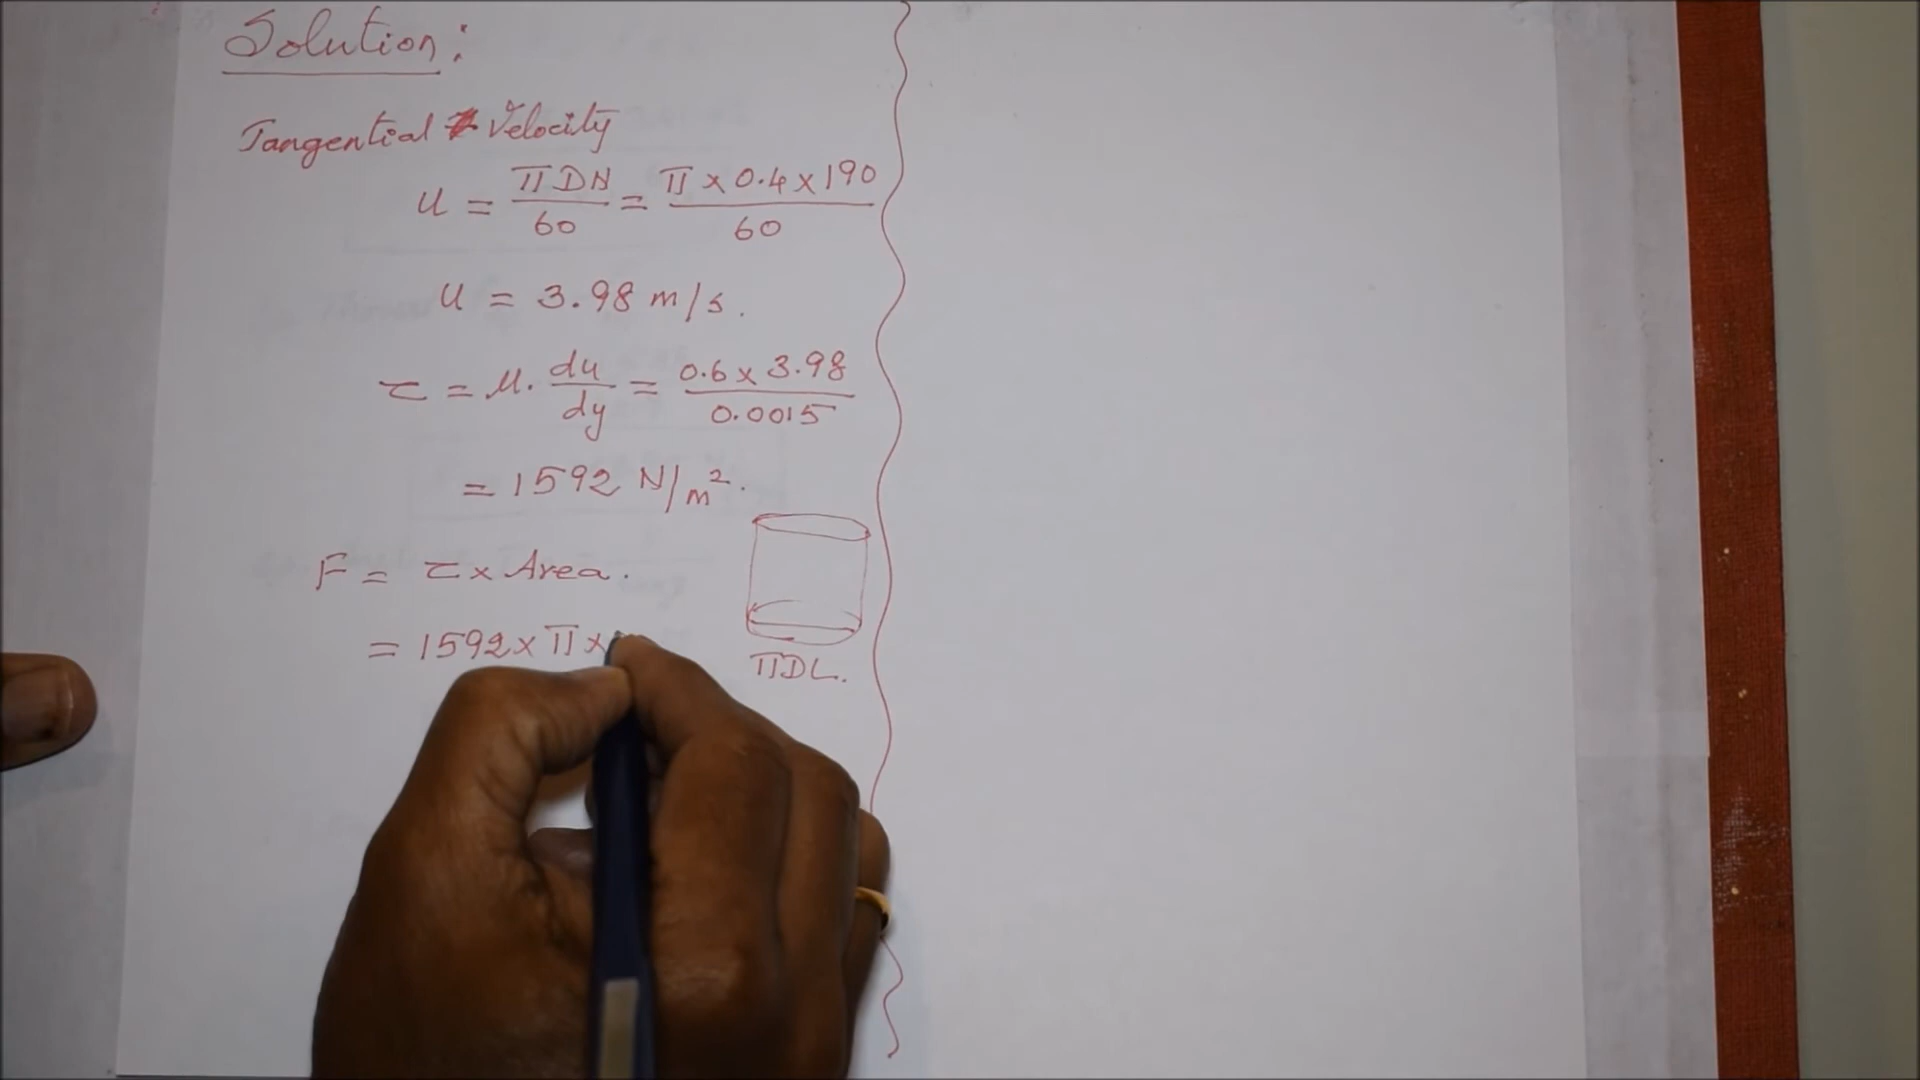 Solution:
Tangential Velocity
u = πDN/60 = π × 0.4 × 190/60
u = 3.98 m/s.
τ = μ. du/dy = 0.6 × 3.98/0.0015
= 1592 N/m².
F = τ × Area.
= 1592 × π ×
πDL.